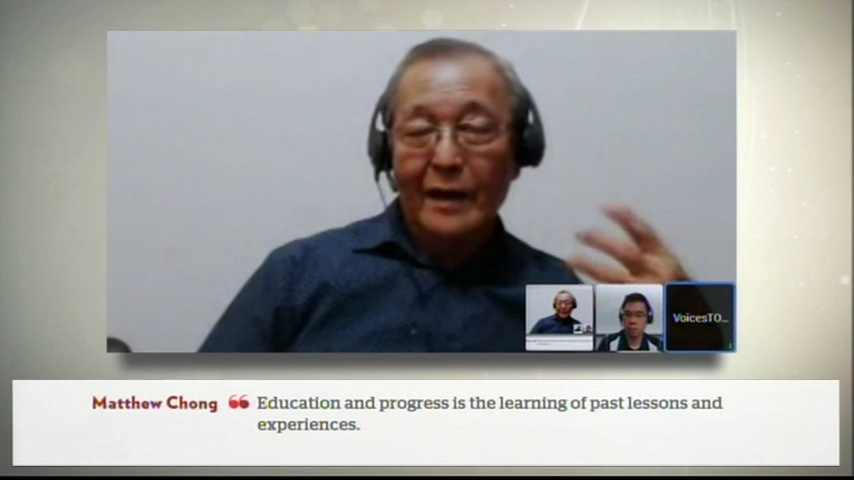 VoicesTO...
Matthew Chong “ Education and progress is the learning of past lessons and
experiences.